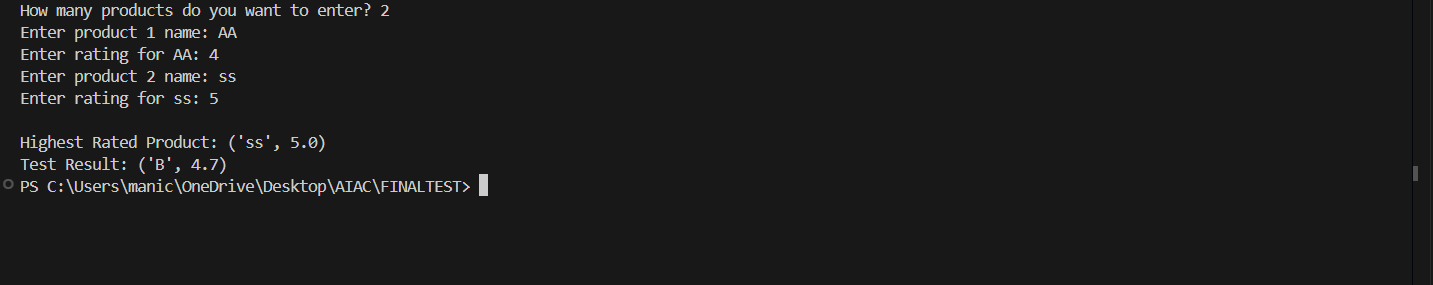 How many products do you want to enter? 2
Enter product 1 name: AA
Enter rating for AA: 4
Enter product 2 name: ss
Enter rating for ss: 5
Highest Rated Product: ('ss', 5.0)
Test Result: ('B', 4.7)
PS C:\Users\manic\OneDrive\Desktop\AIAC\FINALTEST>